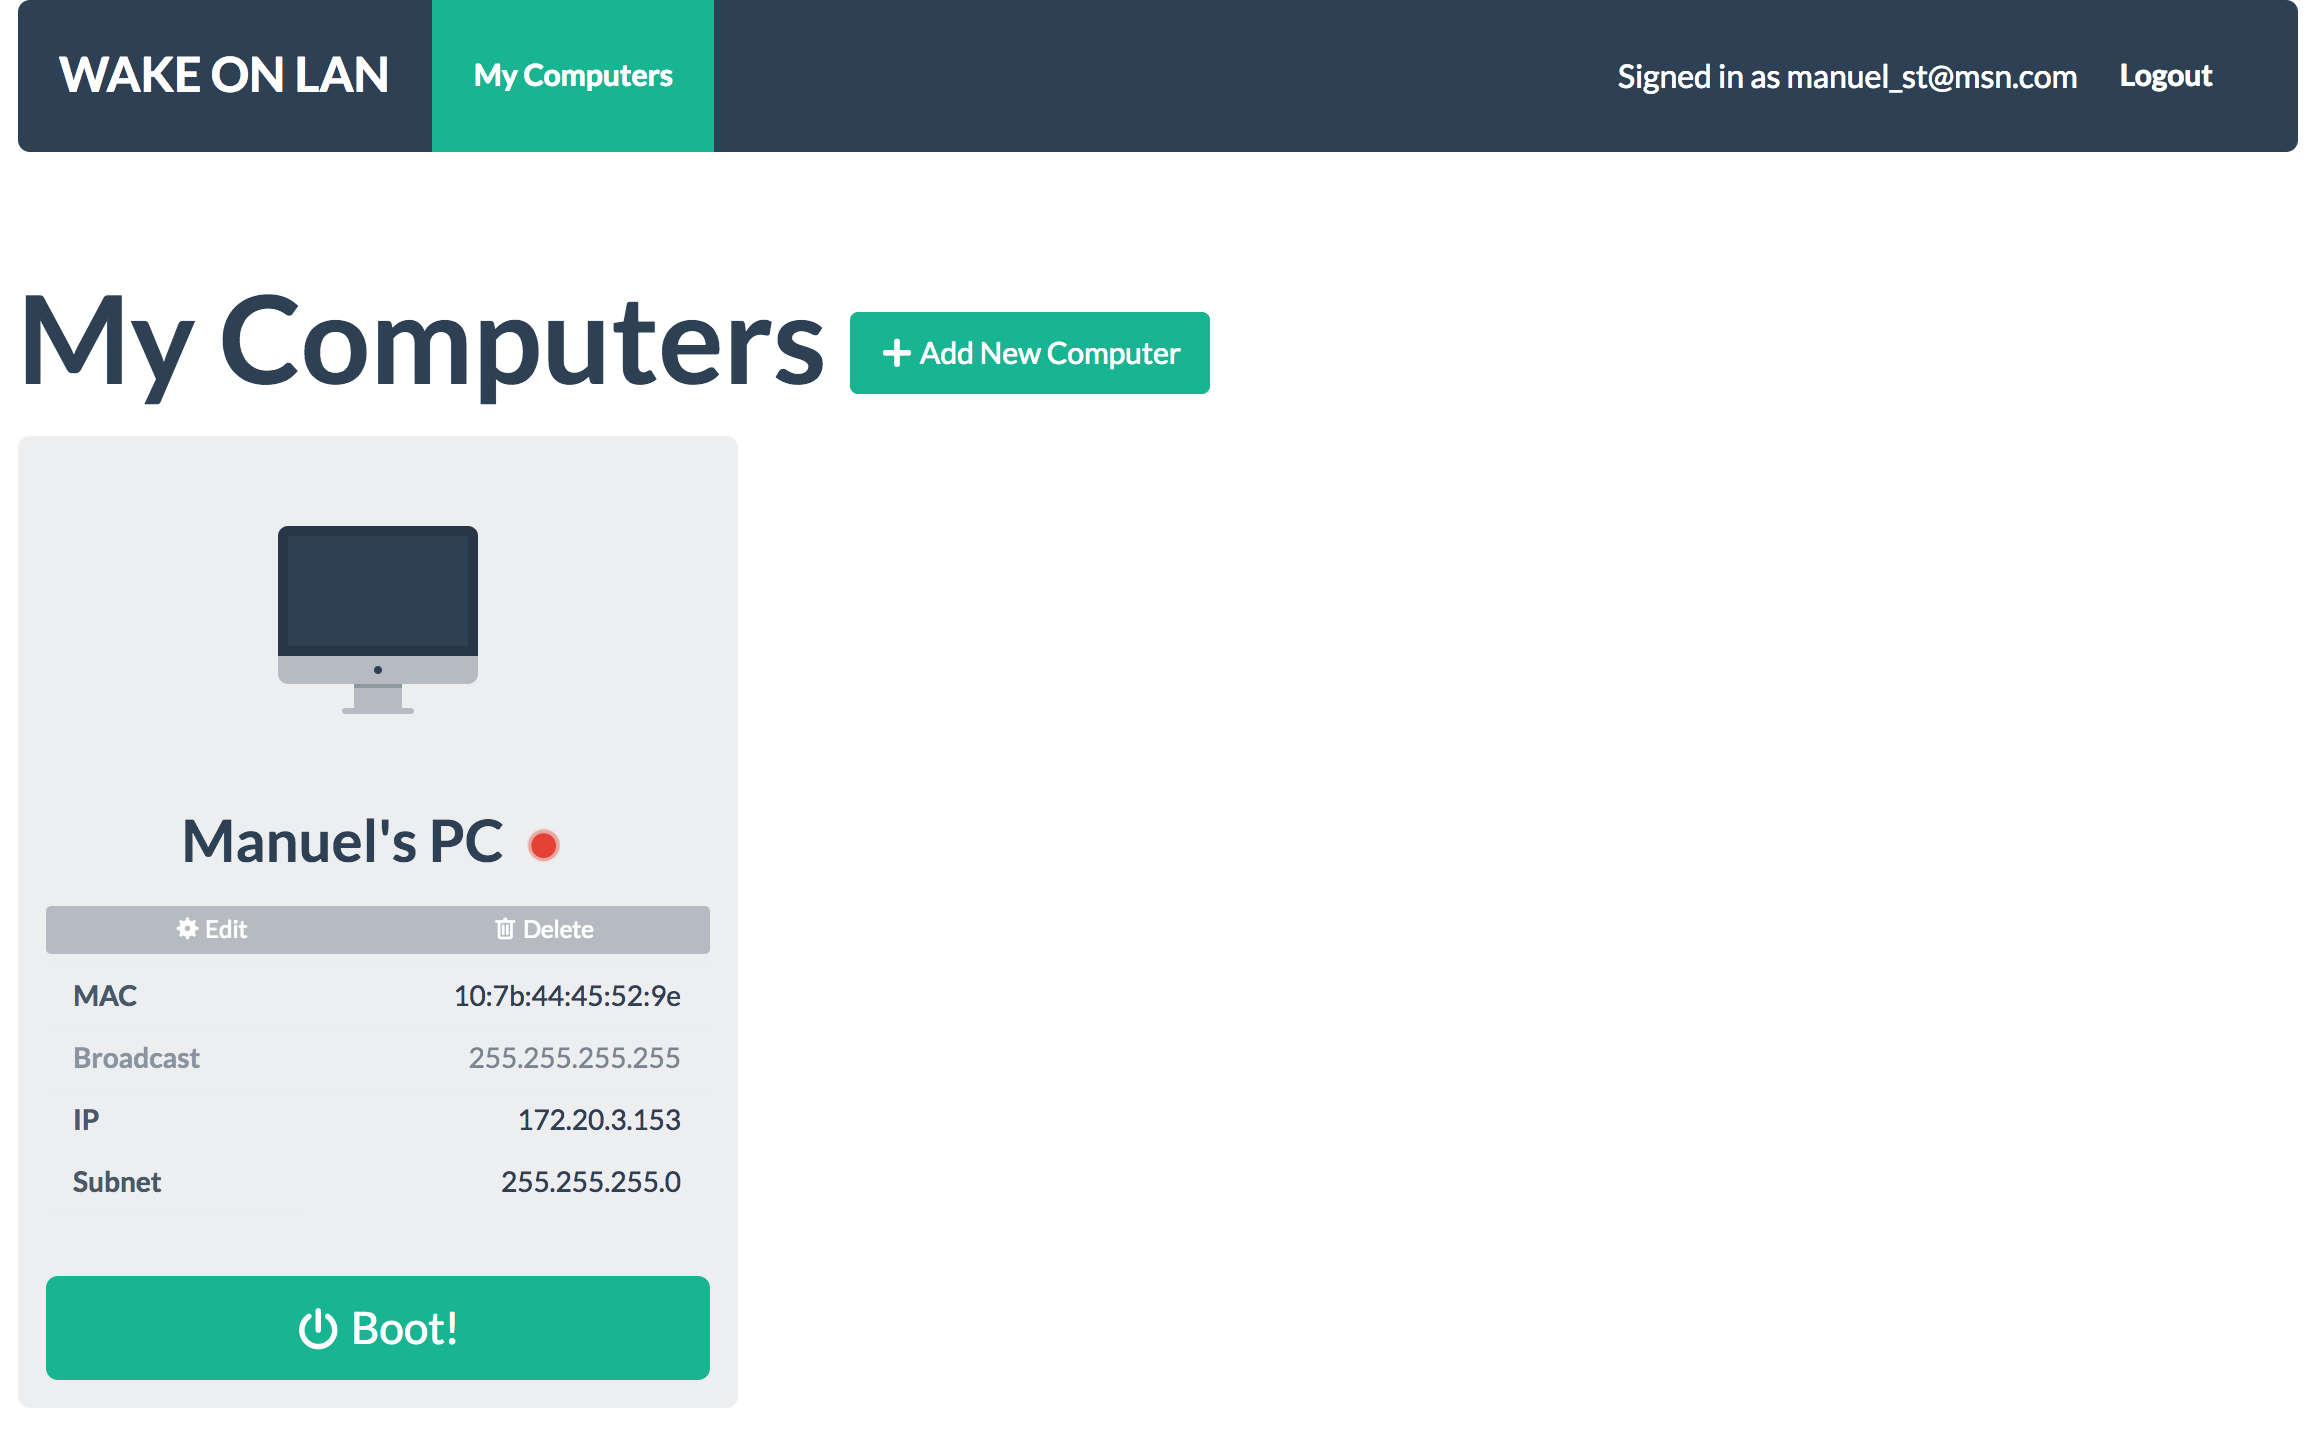 WAKE ON LAN My Computers Signed in as manuel_st@msn.com Logout
My Computers Add New Computer
Manuel's PC
Edit Delete
MAC 10:7b:44:45:52:9e
Broadcast 255.255.255.255
IP 172.20.3.153
Subnet 255.255.255.0
Boot!